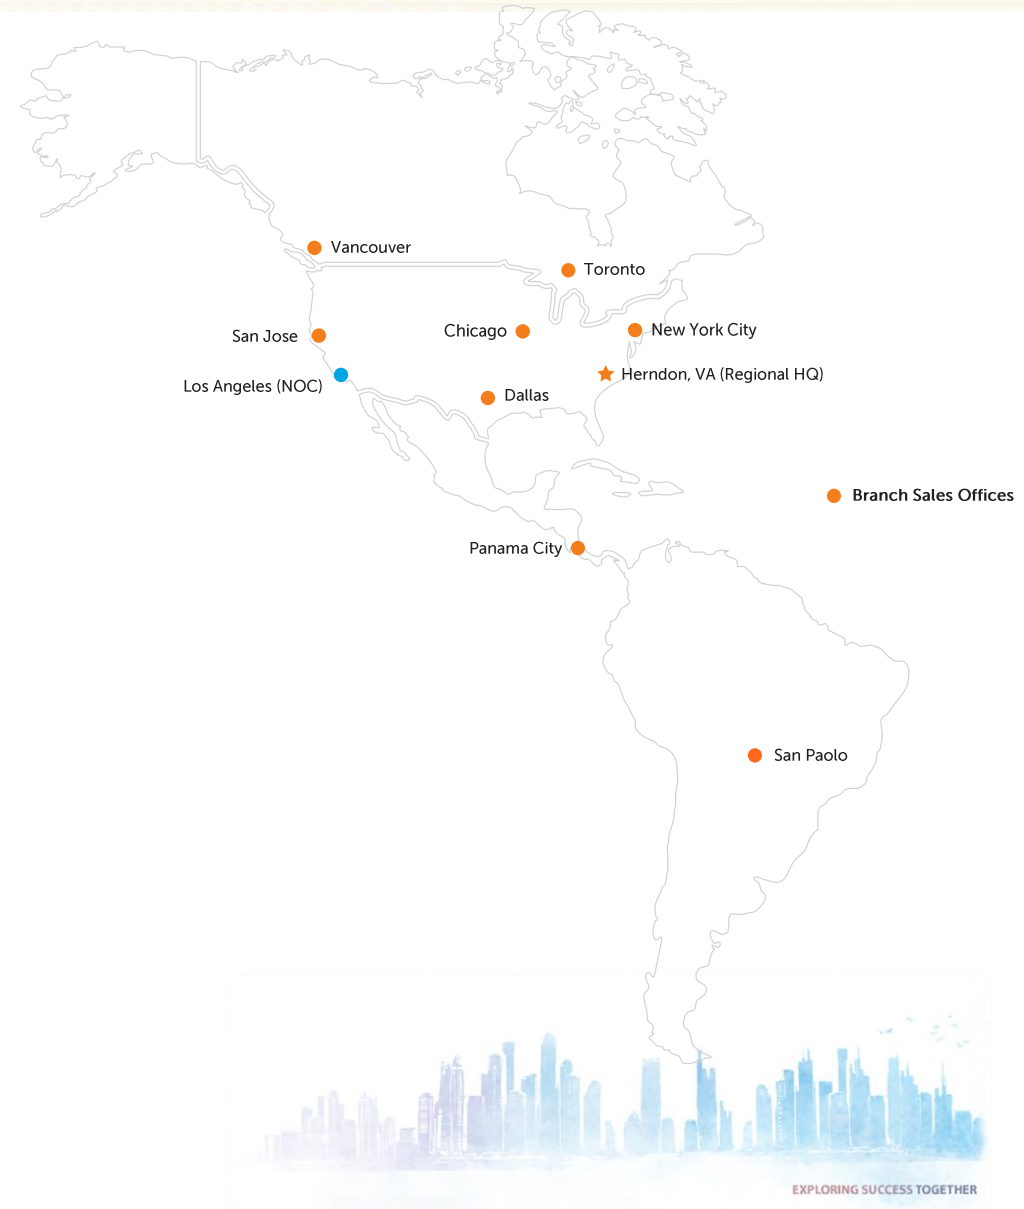 Vancouver
Toronto
New York City
Chicago
San Jose
Herndon, VA (Regional HQ)
Los Angeles (NOC)
Dallas
Branch Sales Offices
Panama City
San Paolo
EXPLORING SUCCESS TOGETHER